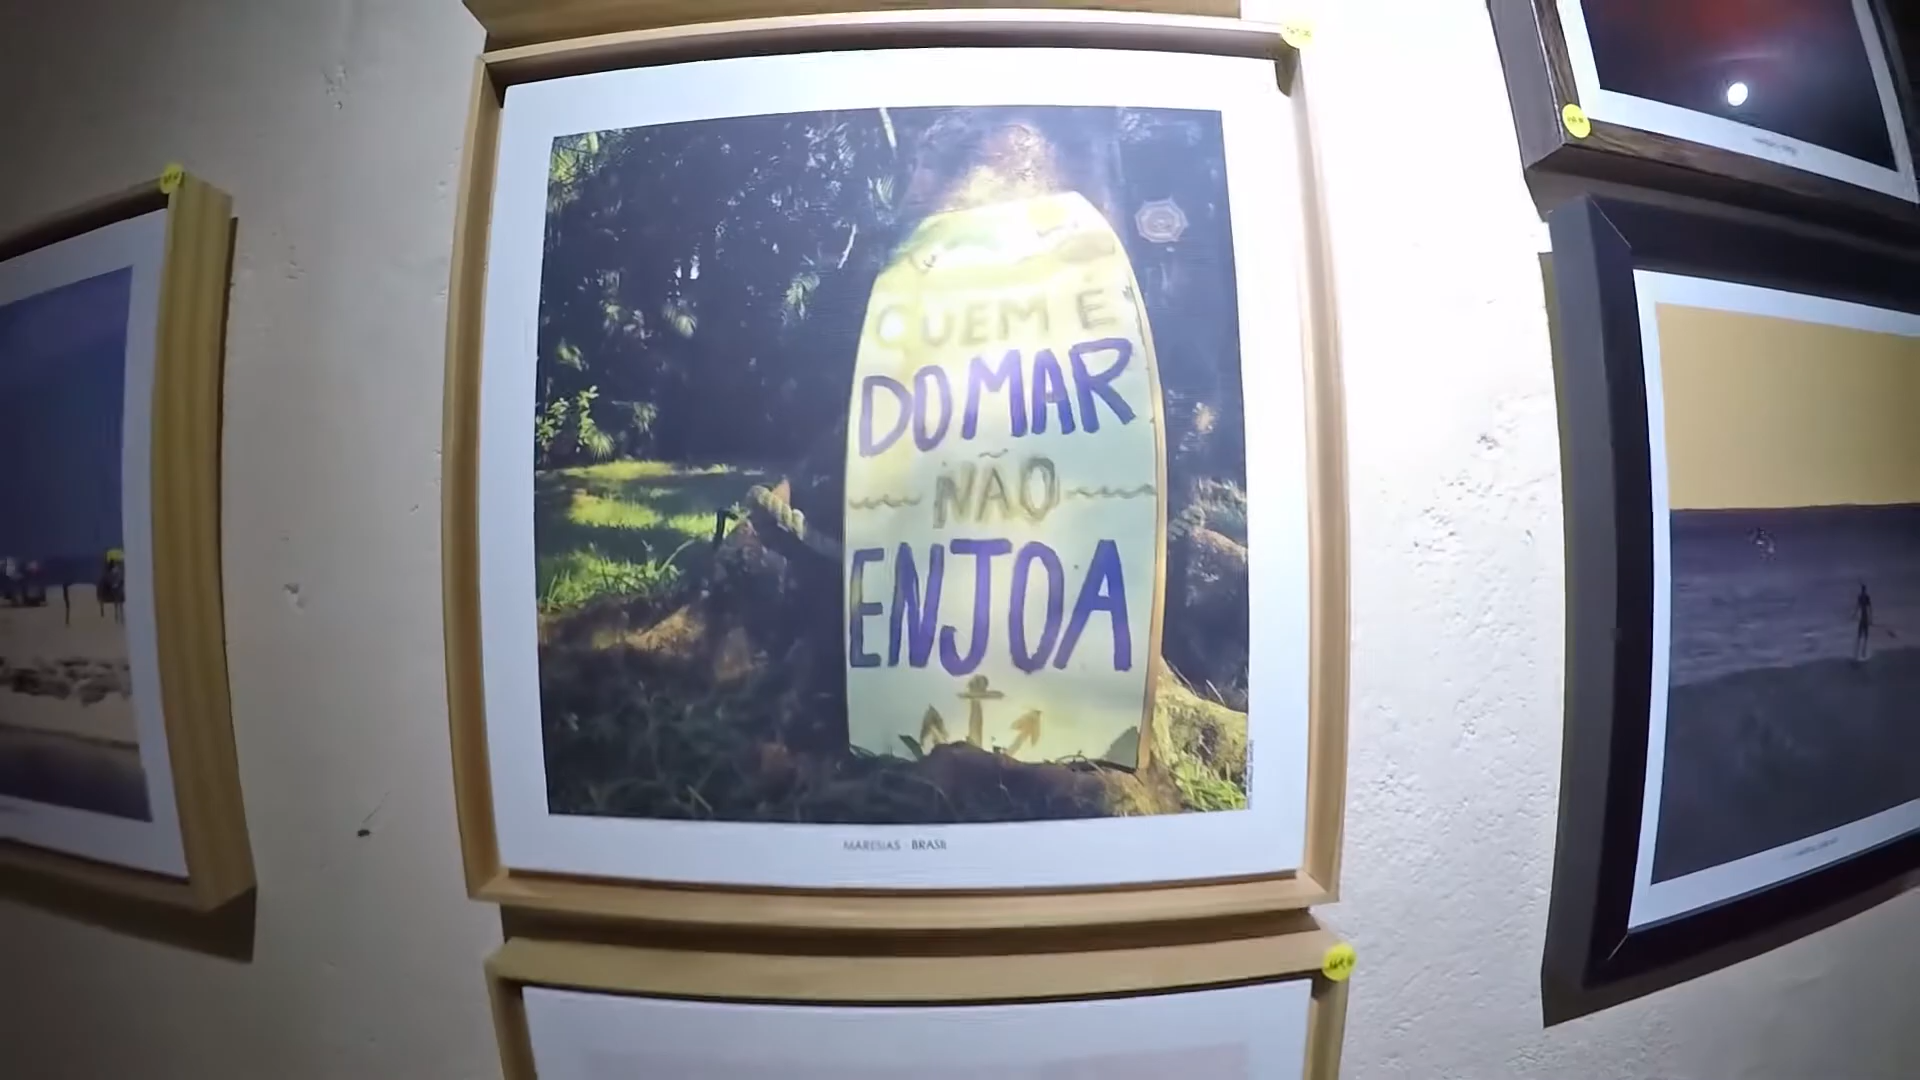 QUEM É
DO MAR
NÃO
ENJOA
MARESIAS - BRASIL